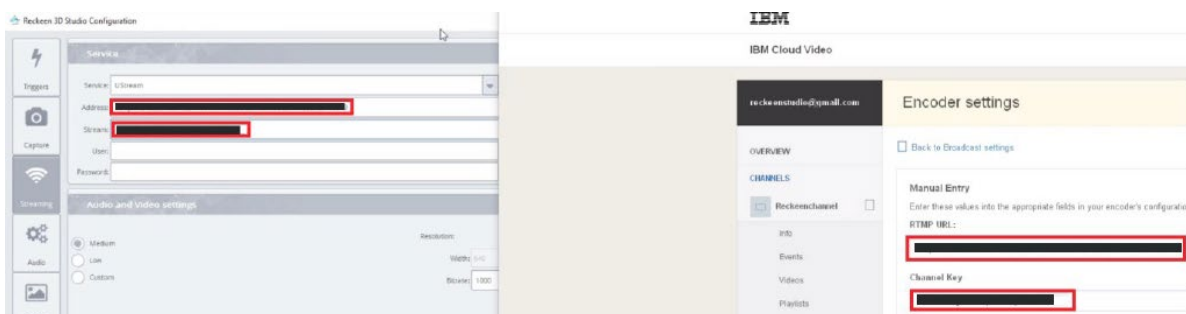 Reckeen 3D Studio Configuration
Service
Triggers
Service: UStream
Address:
Stream:
Capture
User:
Password:
Streaming
Audio and Video settings
Medium
Resolution:
Low
Width: 640
Audio
Custom
Bitrate: 1000
IBM
IBM Cloud Video
reckeenstudio@gmail.com
Encoder settings
OVERVIEW
Back to Broadcast settings
CHANNELS
Manual Entry
Reckeenchannel
Enter these values into the appropriate fields in your encoder's configuratio
RTMP URL:
Info
Events
Videos
Channel Key
Playlists